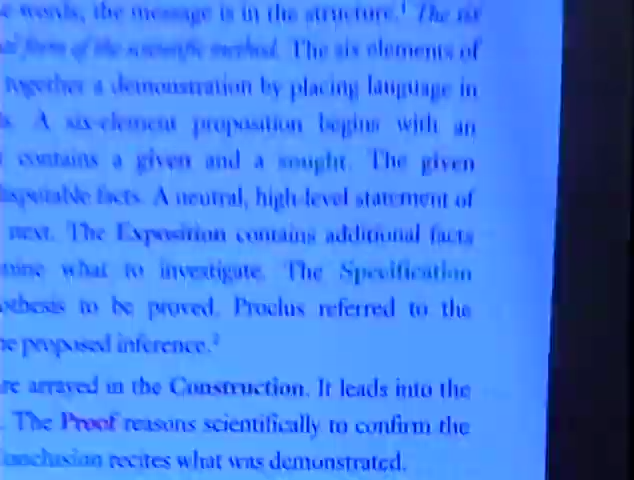 words, the message is in the structure.¹ The six
form of the scientific method. The six elements of
together a demonstration by placing language in
A six-element proposition begins with an
contains a given and a sought. The given
facts. A neutral, high-level statement of
next. The Exposition contains additional facts
what to investigate. The Specification
to be proved. Proclus referred to the
proposed inference.²
arrayed in the Construction. It leads into the
The Proof reasons scientifically to confirm the
Conclusion recites what was demonstrated.